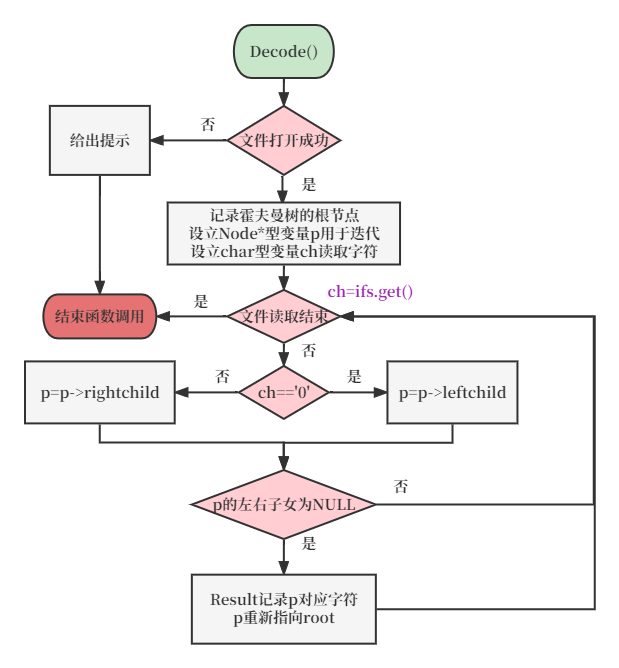 Decode()
文件打开成功
否
给出提示
是
记录霍夫曼树的根节点
设立Node*型变量p用于迭代
设立char型变量ch读取字符
ch=ifs.get()
文件读取结束
是
结束函数调用
否
ch=='0'
否
p=p->rightchild
是
p=p->leftchild
p的左右子女为NULL
否
是
Result记录p对应字符
p重新指向root